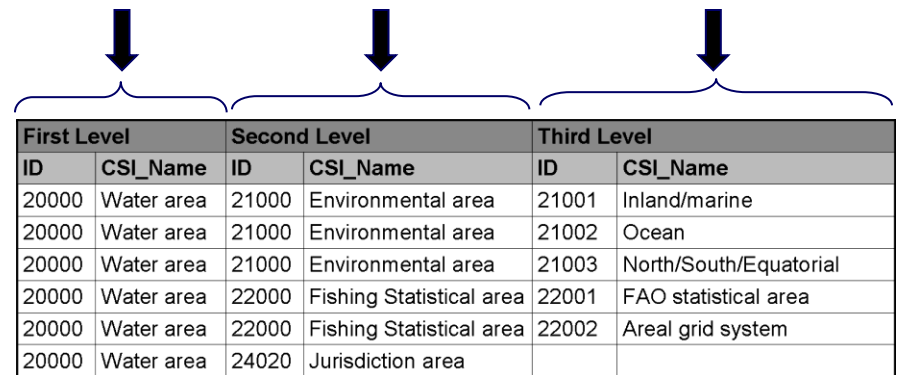 First Level Second Level Third Level
ID CSI_Name ID CSI_Name ID CSI_Name
20000 Water area 21000 Environmental area 21001 Inland/marine
20000 Water area 21000 Environmental area 21002 Ocean
20000 Water area 21000 Environmental area 21003 North/South/Equatorial
20000 Water area 22000 Fishing Statistical area 22001 FAO statistical area
20000 Water area 22000 Fishing Statistical area 22002 Areal grid system
20000 Water area 24020 Jurisdiction area